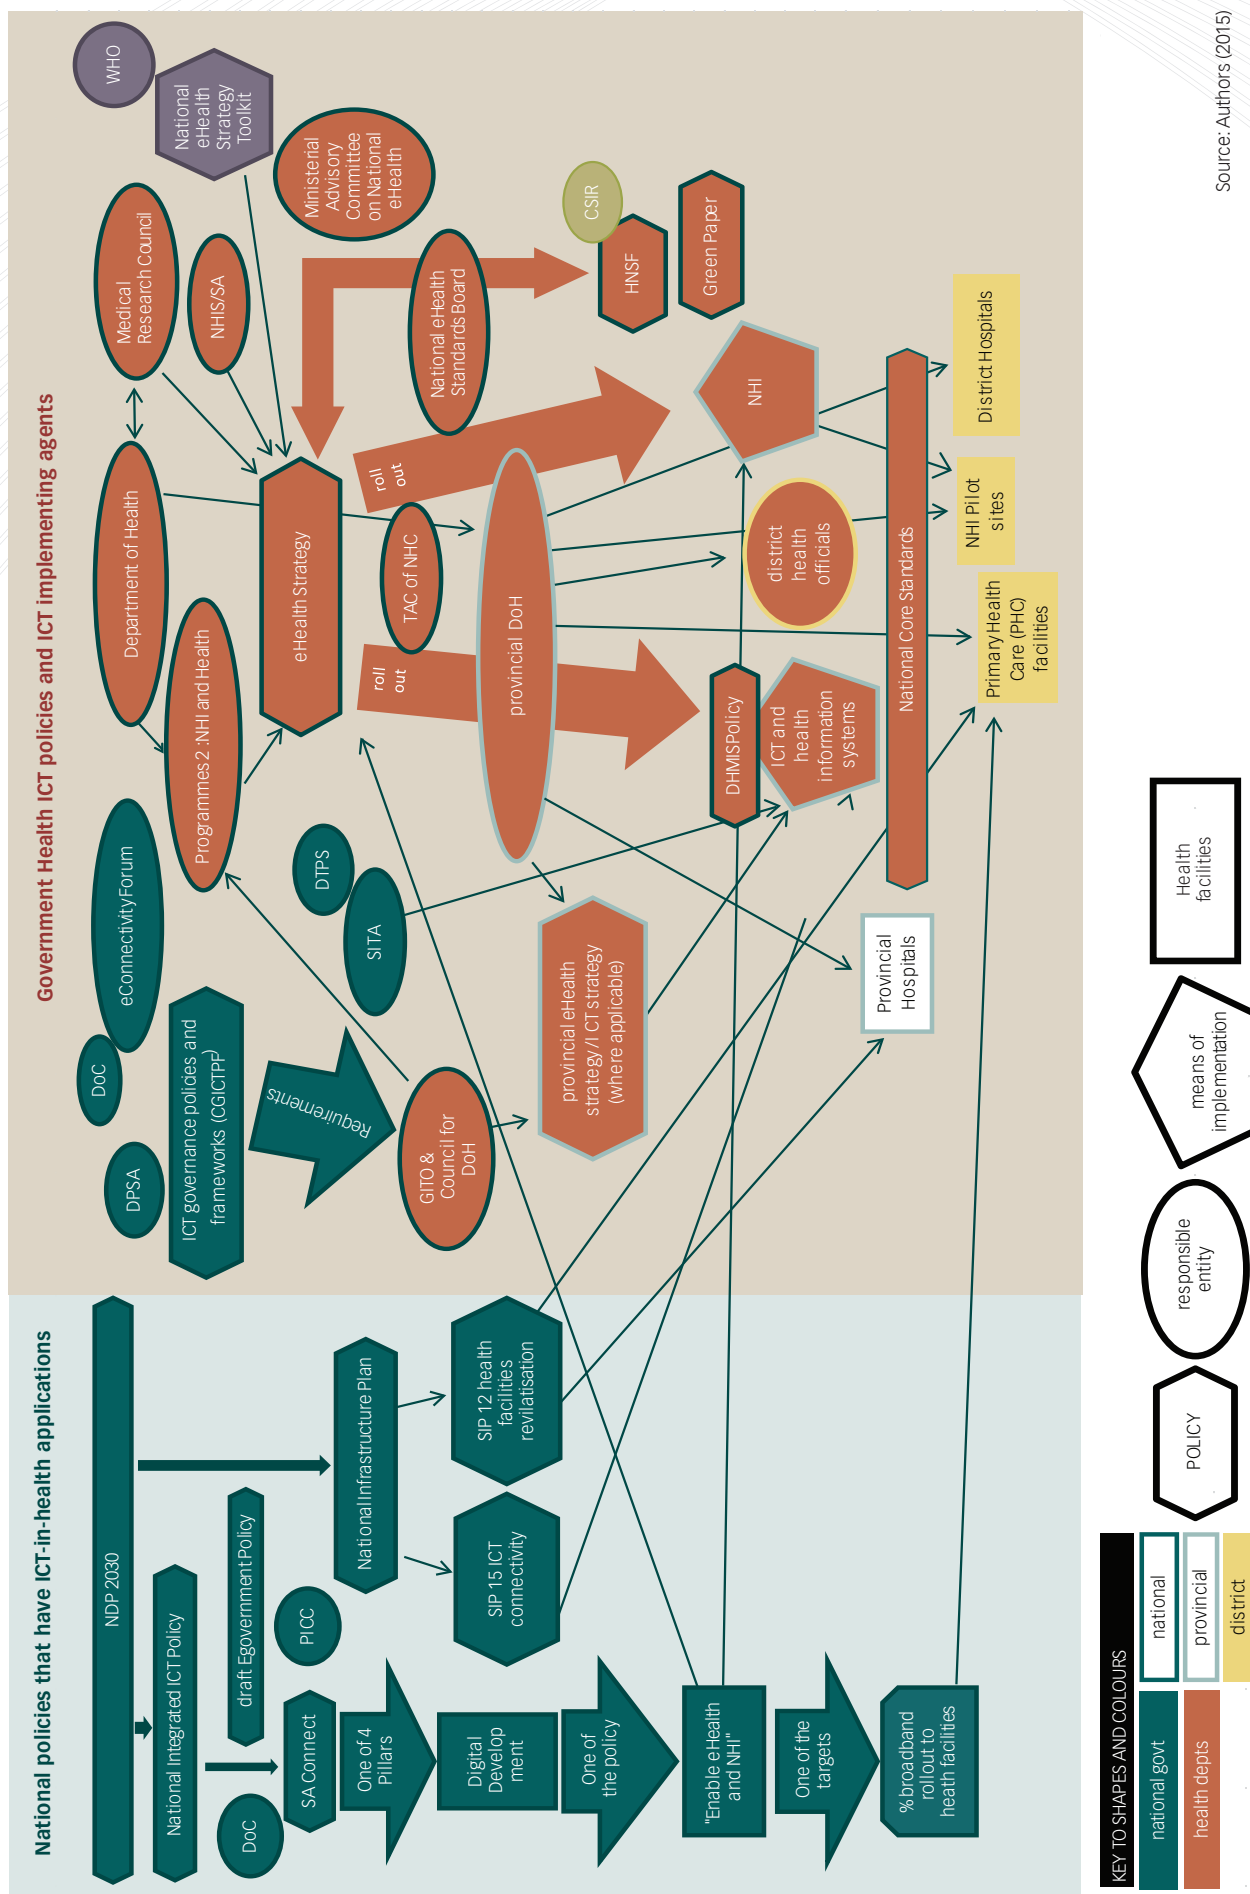 National policies that have ICT-in-health applications
NDP 2030
National Integrated ICT Policy
draft Egovernment Policy
DoC
SA Connect
PICC
One of 4
Pillars
Digital
Develop
ment
One of
the policy
"Enable eHealth
and NHI"
One of the
targets
% broadband
rollout to
heath facilities
National Infrastructure Plan
SIP 15 ICT
connectivity
SIP 12 health
facilities
revilatisation
Government Health ICT policies and ICT implementing agents
DPSA
DoC
eConnectivity Forum
ICT governance policies and
frameworks (CGICTPF)
Requirements
GITO &
Council for
DoH
Department of Health
Programmes 2 :NHI and Health
DTPS
SITA
Medical
Research Council
NHIS/SA
WHO
National
eHealth
Strategy
Toolkit
Ministerial
Advisory
Committee
on National
eHealth
eHealth Strategy
roll
out
roll
out
TAC of NHC
National eHealth
Standards Board
CSIR
HNSF
Green Paper
provincial DoH
provincial eHealth
strategy/I CT strategy
(where applicable)
NHI
district
health
officials
DHMISPolicy
ICT and
health
information
systems
National Core Standards
Provincial
Hospitals
Primary Health
Care (PHC)
facilities
NHI Pilot
sites
District Hospitals
KEY TO SHAPES AND COLOURS
national govt
health depts
national
provincial
district
POLICY
responsible
entity
means of
implementation
Health
facilities
Source: Authors (2015)